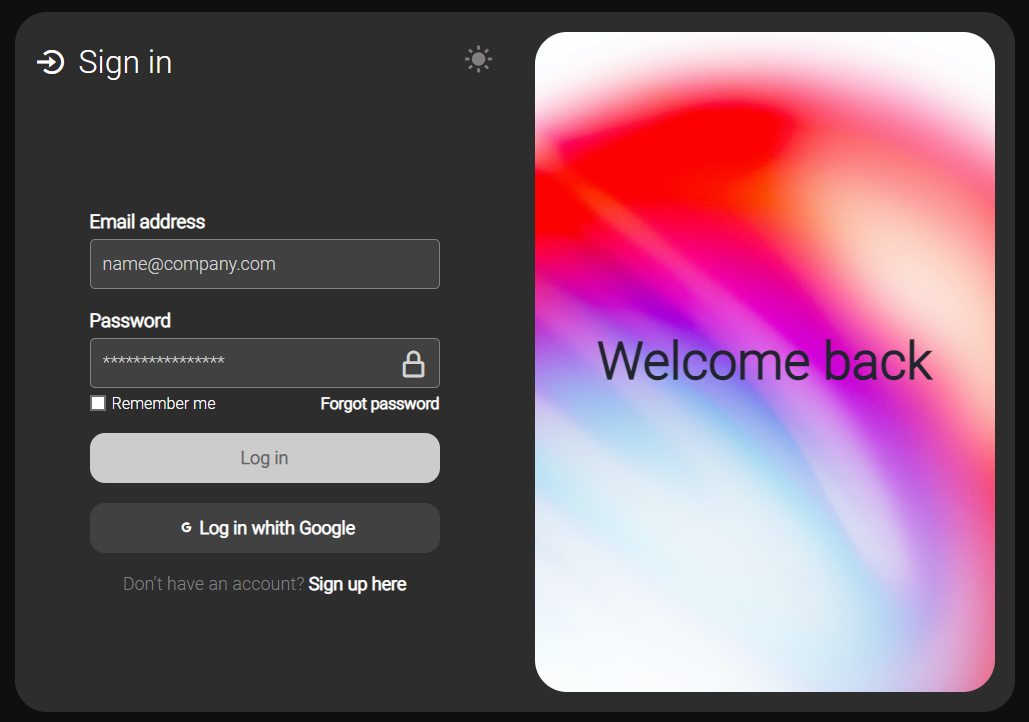 Sign in
Email address
name@company.com
Password
****************
Remember me
Forgot password
Log in
G Log in whith Google
Don't have an account? Sign up here
Welcome back